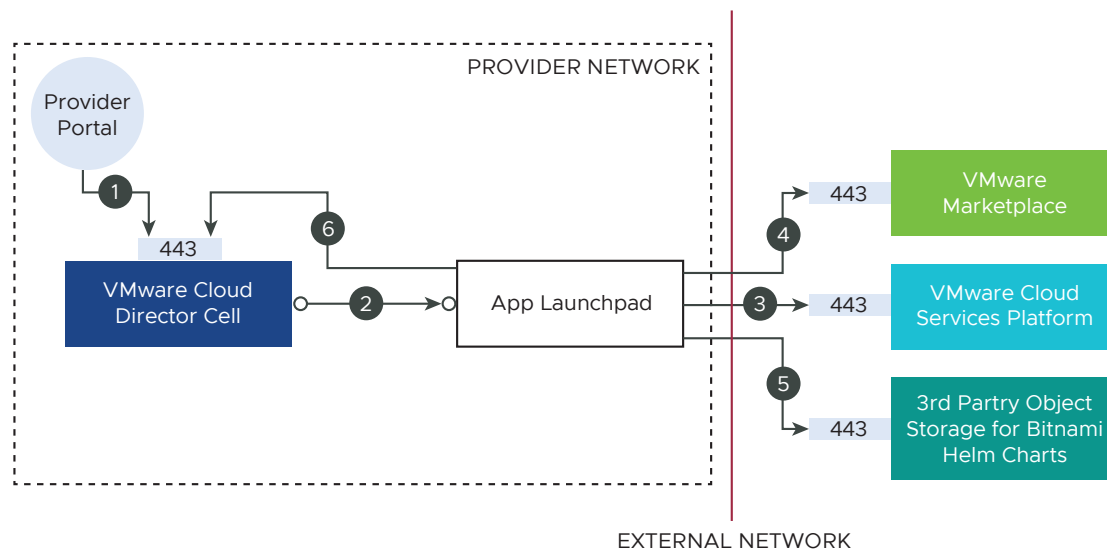 PROVIDER NETWORK
Provider
Portal
1
6
443
VMware Cloud
Director Cell
2
App Launchpad
4
3
5
443
VMware
Marketplace
443
VMware Cloud
Services Platform
443
3rd Partry Object
Storage for Bitnami
Helm Charts
EXTERNAL NETWORK